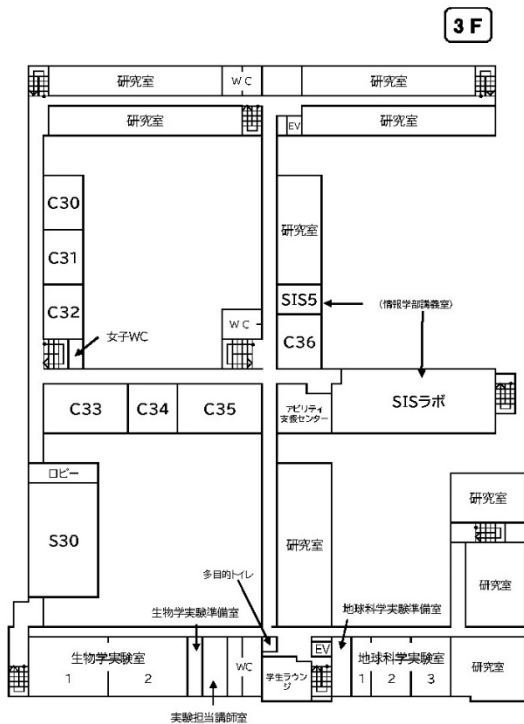 3F
研究室
WC
研究室
研究室
EV
研究室
C30
C31
C32
研究室
SIS5
(情報学部講義室)
WC
C36
女子WC
C33
C34
C35
アビリティ
支援センター
SISラボ
ロビー
S30
研究室
研究室
研究室
多目的トイレ
生物学実験準備室
地球科学実験準備室
生物学実験室
1
2
WC
EV
学生ラウン
ジ
地球科学実験室
1
2
3
研究室
実験担当講師室